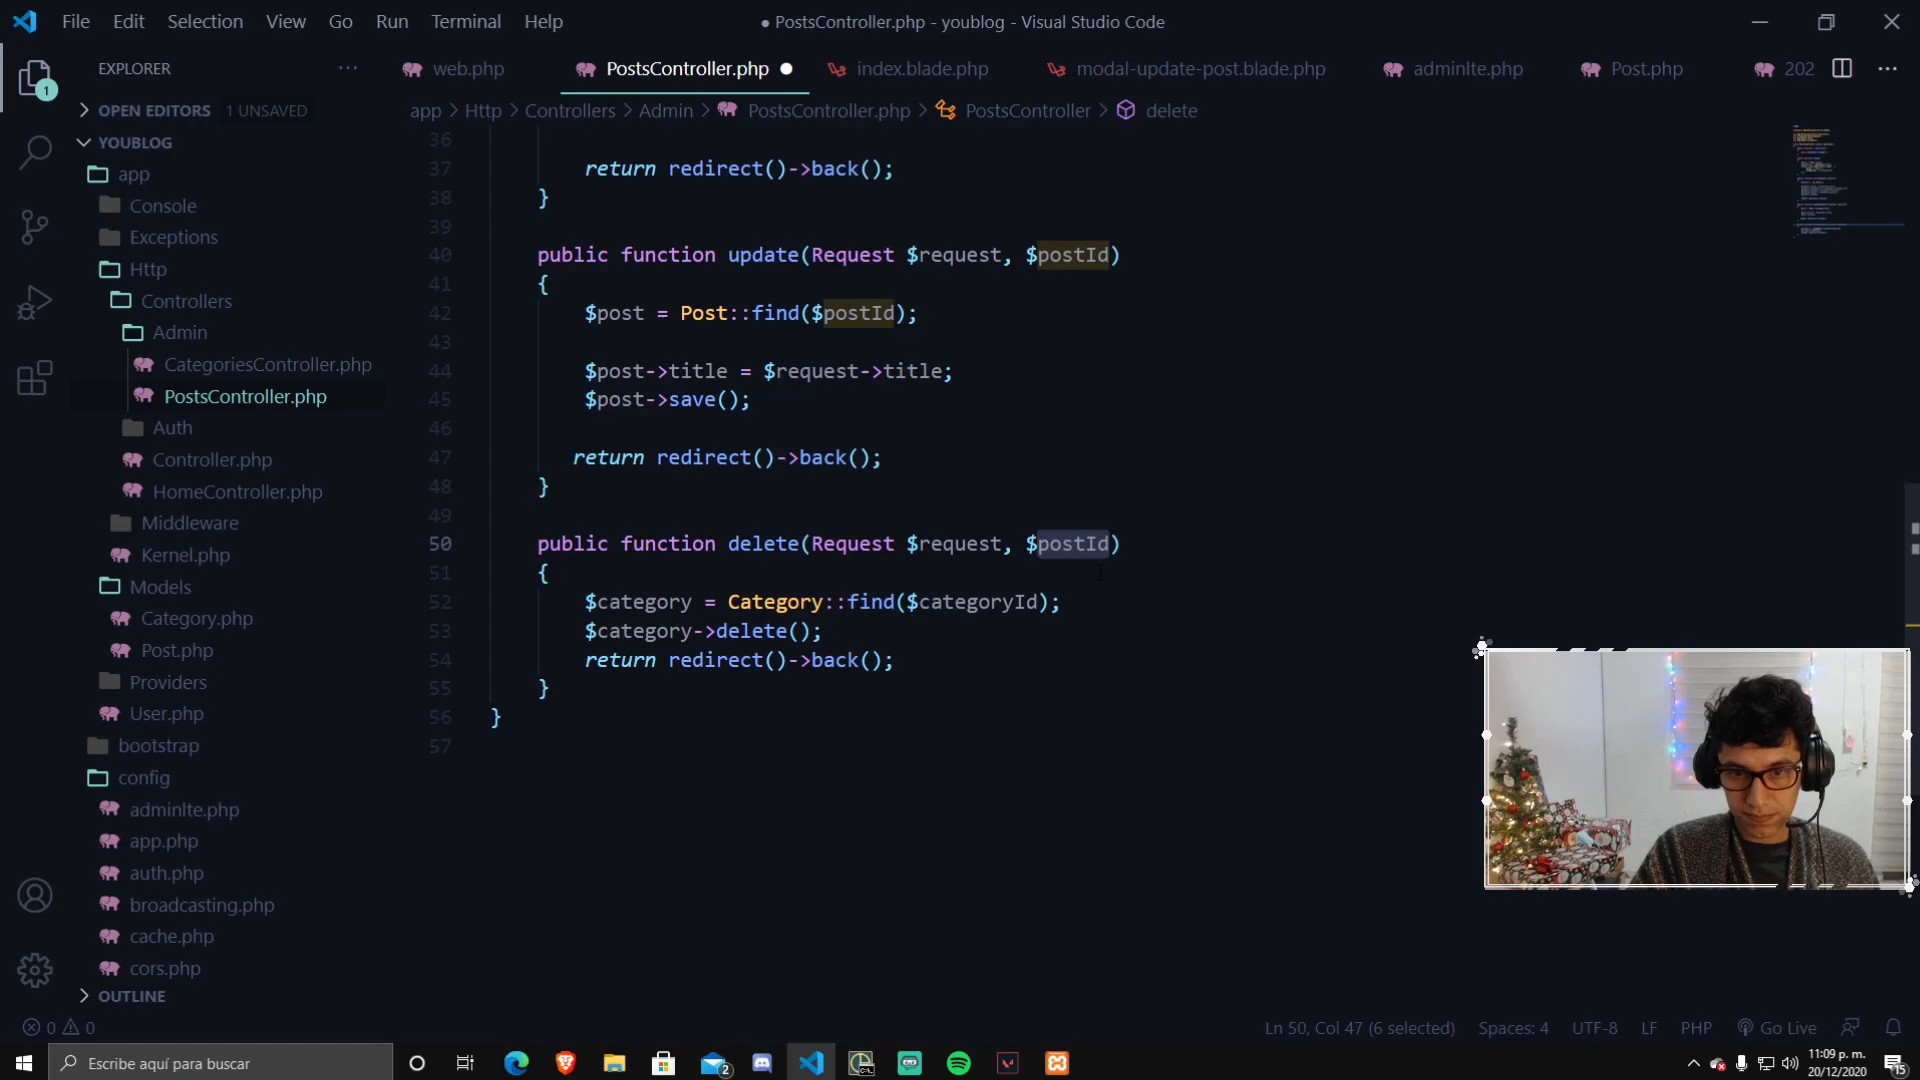 File Edit Selection View Go Run Terminal Help
● PostsController.php - youblog - Visual Studio Code
EXPLORER ...
web.php
PostsController.php
index.blade.php
modal-update-post.blade.php
adminlte.php
Post.php
202
1
OPEN EDITORS 1 UNSAVED
app > Http > Controllers > Admin > PostsController.php > PostsController > delete
YOUBLOG
app
Console
Exceptions
Http
Controllers
Admin
CategoriesController.php
PostsController.php
Auth
Controller.php
HomeController.php
Middleware
Kernel.php
Models
Category.php
Post.php
Providers
User.php
bootstrap
config
adminlte.php
app.php
auth.php
broadcasting.php
cache.php
cors.php
OUTLINE
36
37 return redirect()->back();
38 }
39
40 public function update(Request $request, $postId)
41 {
42 $post = Post::find($postId);
43
44 $post->title = $request->title;
45 $post->save();
46
47 return redirect()->back();
48 }
49
50 public function delete(Request $request, $postId)
51 {
52 $category = Category::find($categoryId);
53 $category->delete();
54 return redirect()->back();
55 }
56 }
57
0 0
Ln 50, Col 47 (6 selected) Spaces: 4 UTF-8 LF PHP Go Live
Escribe aquí para buscar
2
11:09 p. m.
20/12/2020
15